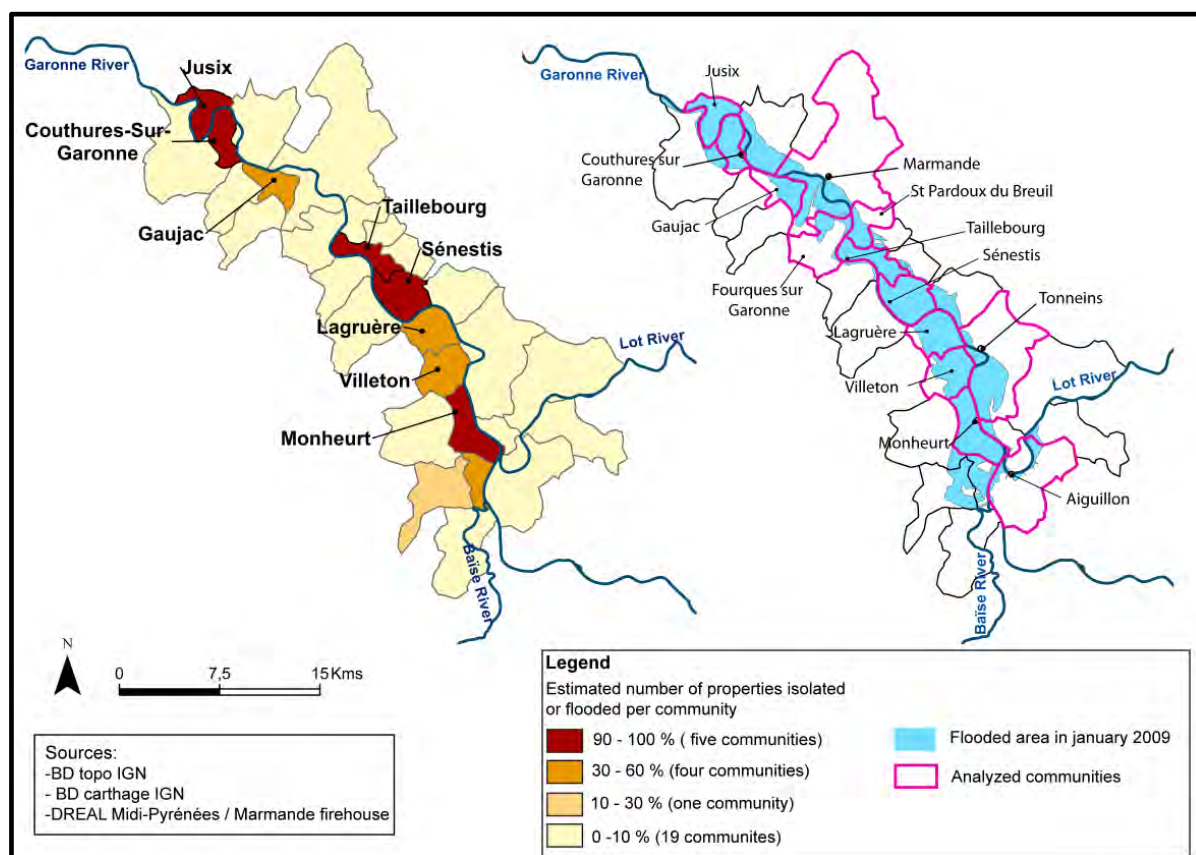 Garonne River
Jusix
Couthures-Sur-
Garonne
Gaujac
Taillebourg
Sénestis
Lagruère
Villeton
Lot River
Monheurt
Baïse River
Garonne River
Jusix
Couthures sur
Garonne
Marmande
St Pardoux du Breuil
Gaujac
Taillebourg
Sénestis
Fourques sur
Garonne
Tonneins
Lagruère
Villeton
Lot River
Monheurt
Aiguillon
Baïse River
N
0 7,5 15 Kms
Sources:
-BD topo IGN
- BD carthage IGN
-DREAL Midi-Pyrénées / Marmande firehouse
Legend
Estimated number of properties isolated
or flooded per community
90 - 100 % ( five communities)
30 - 60 % (four communities)
10 - 30 % (one community)
0 -10 % (19 communites)
Flooded area in january 2009
Analyzed communities